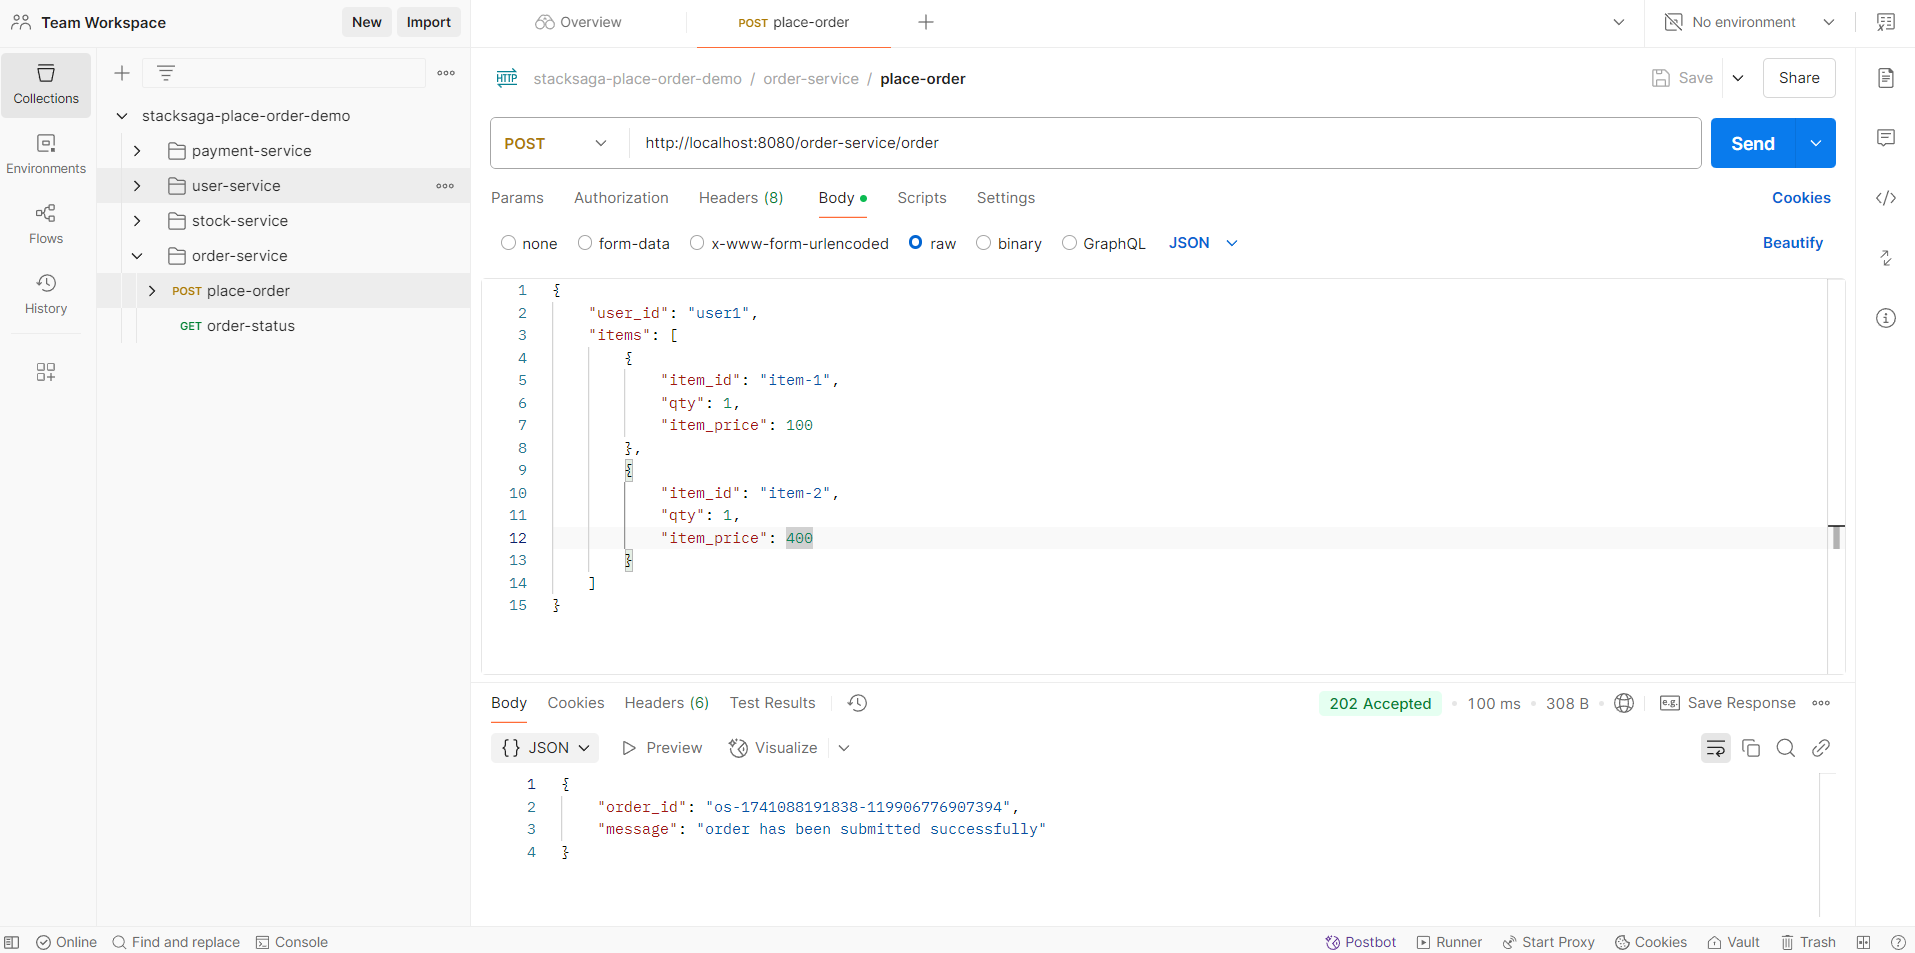 Team Workspace
New
Import
Overview
POST place-order
No environment
Collections
Environments
Flows
History
stacksaga-place-order-demo
payment-service
user-service
stock-service
order-service
POST place-order
GET order-status
HTTP stacksaga-place-order-demo / order-service / place-order
Save
Share
POST http://localhost:8080/order-service/order
Send
Params Authorization Headers (8) Body Scripts Settings
Cookies
none form-data x-www-form-urlencoded raw binary GraphQL JSON
Beautify
1 {
2 "user_id": "user1",
3 "items": [
4 {
5 "item_id": "item-1",
6 "qty": 1,
7 "item_price": 100
8 },
9 {
10 "item_id": "item-2",
11 "qty": 1,
12 "item_price": 400
13 }
14 ]
15 }
Body Cookies Headers (6) Test Results
202 Accepted • 100 ms • 308 B •
e.g. Save Response
{} JSON Preview Visualize
1 {
2 "order_id": "os-1741088191838-119906776907394",
3 "message": "order has been submitted successfully"
4 }
Online Find and replace Console
Postbot Runner Start Proxy Cookies Vault Trash